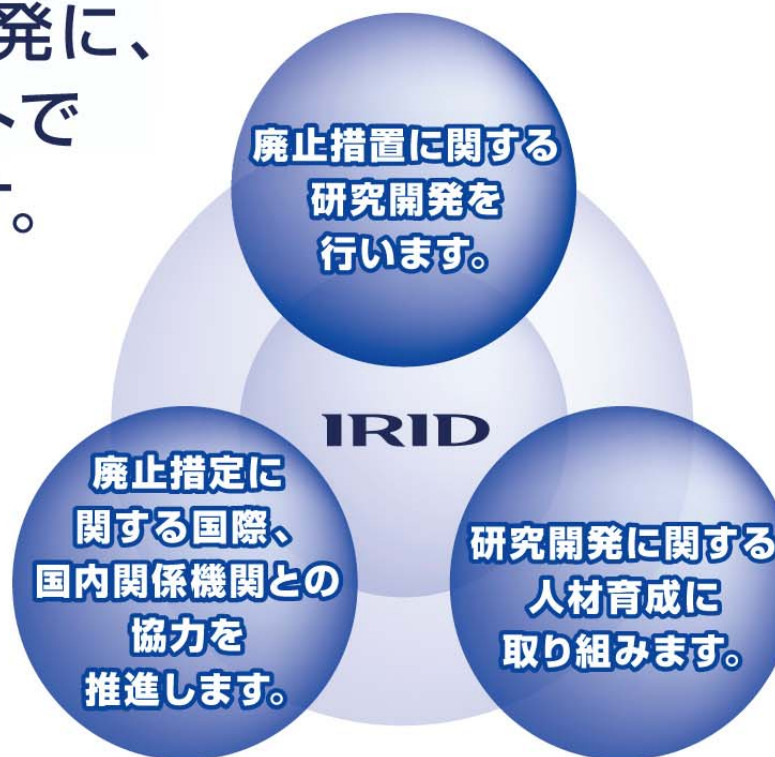 発に、
トで
す。
廃止措置に関する
研究開発を
行います。
IRID
廃止措定に
関する国際、
国内関係機関との
協力を
推進します。
研究開発に関する
人材育成に
取り組みます。